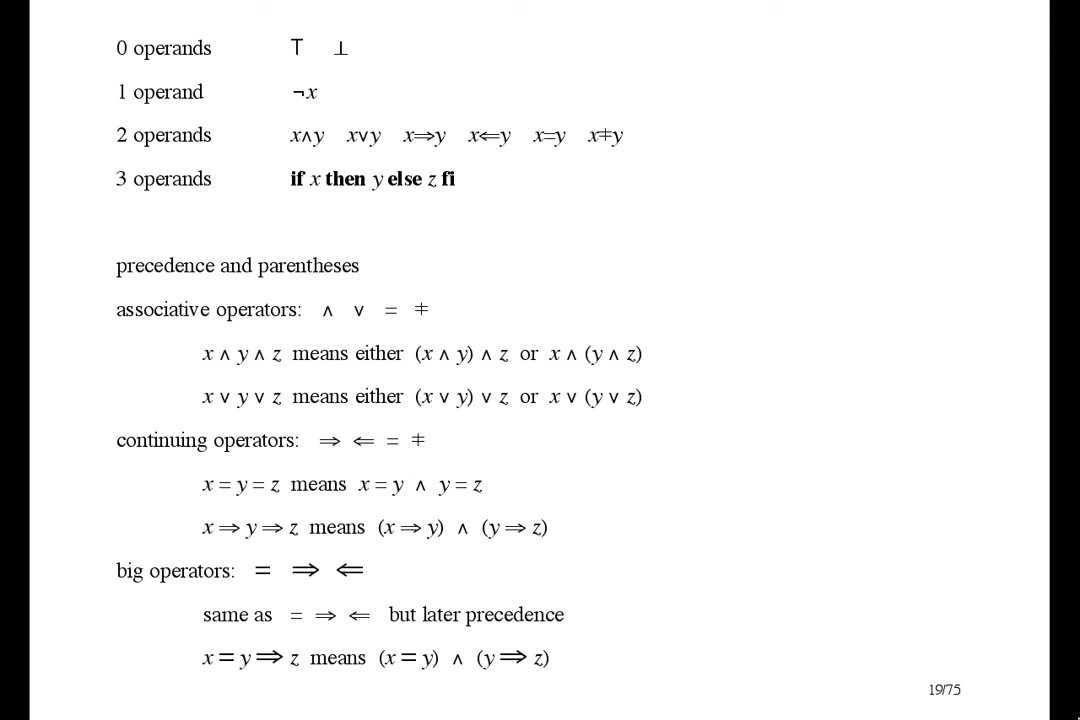 0 operands ⊤ ⊥
1 operand ¬x
2 operands x∧y x∨y x⇒y x⇐y x=y x⧧y
3 operands if x then y else z fi
precedence and parentheses
associative operators: ∧ ∨ = ⧧
x ∧ y ∧ z means either (x ∧ y) ∧ z or x ∧ (y ∧ z)
x ∨ y ∨ z means either (x ∨ y) ∨ z or x ∨ (y ∨ z)
continuing operators: ⇒ ⇐ = ⧧
x = y = z means x = y ∧ y = z
x ⇒ y ⇒ z means (x ⇒ y) ∧ (y ⇒ z)
big operators: = ⇒ ⇐
same as = ⇒ ⇐ but later precedence
x = y ⇒ z means (x = y) ∧ (y ⇒ z)
19/75